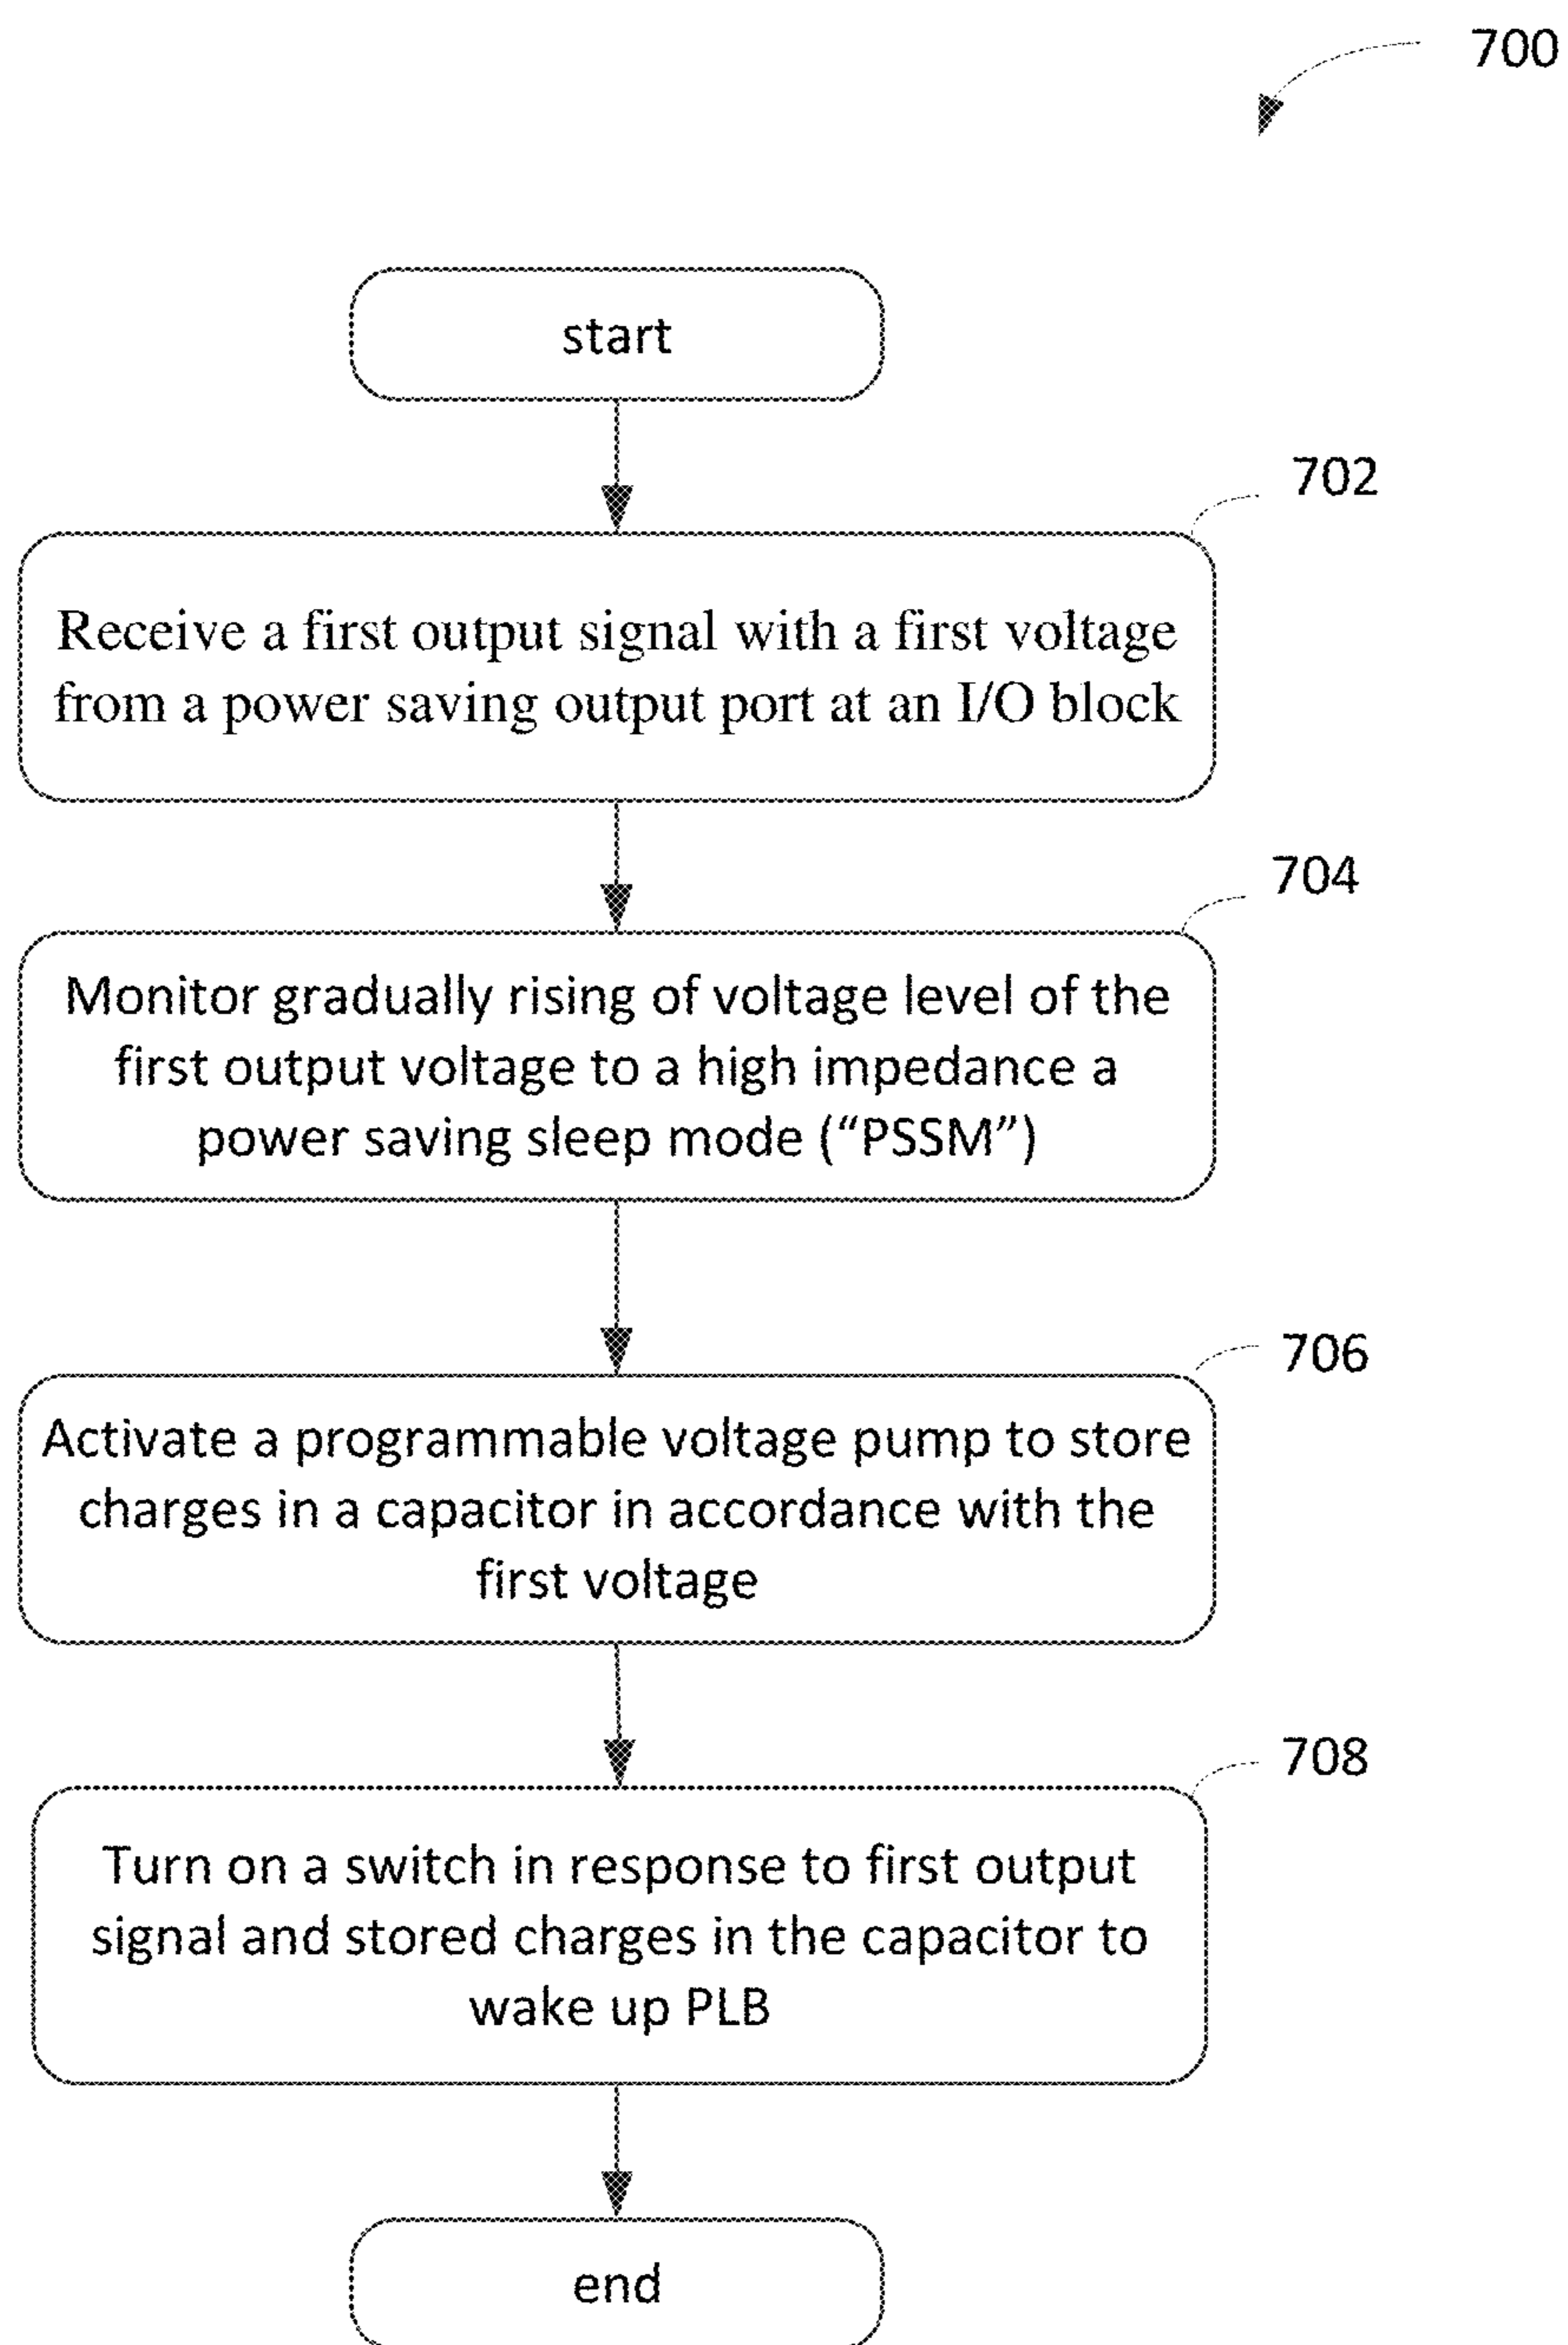 700
start
702
Receive a first output signal with a first voltage
from a power saving output port at an I/O block
704
Monitor gradually rising of voltage level of the
first output voltage to a high impedance a
power saving sleep mode (“PSSM”)
706
Activate a programmable voltage pump to store
charges in a capacitor in accordance with the
first voltage
708
Turn on a switch in response to first output
signal and stored charges in the capacitor to
wake up PLB
end